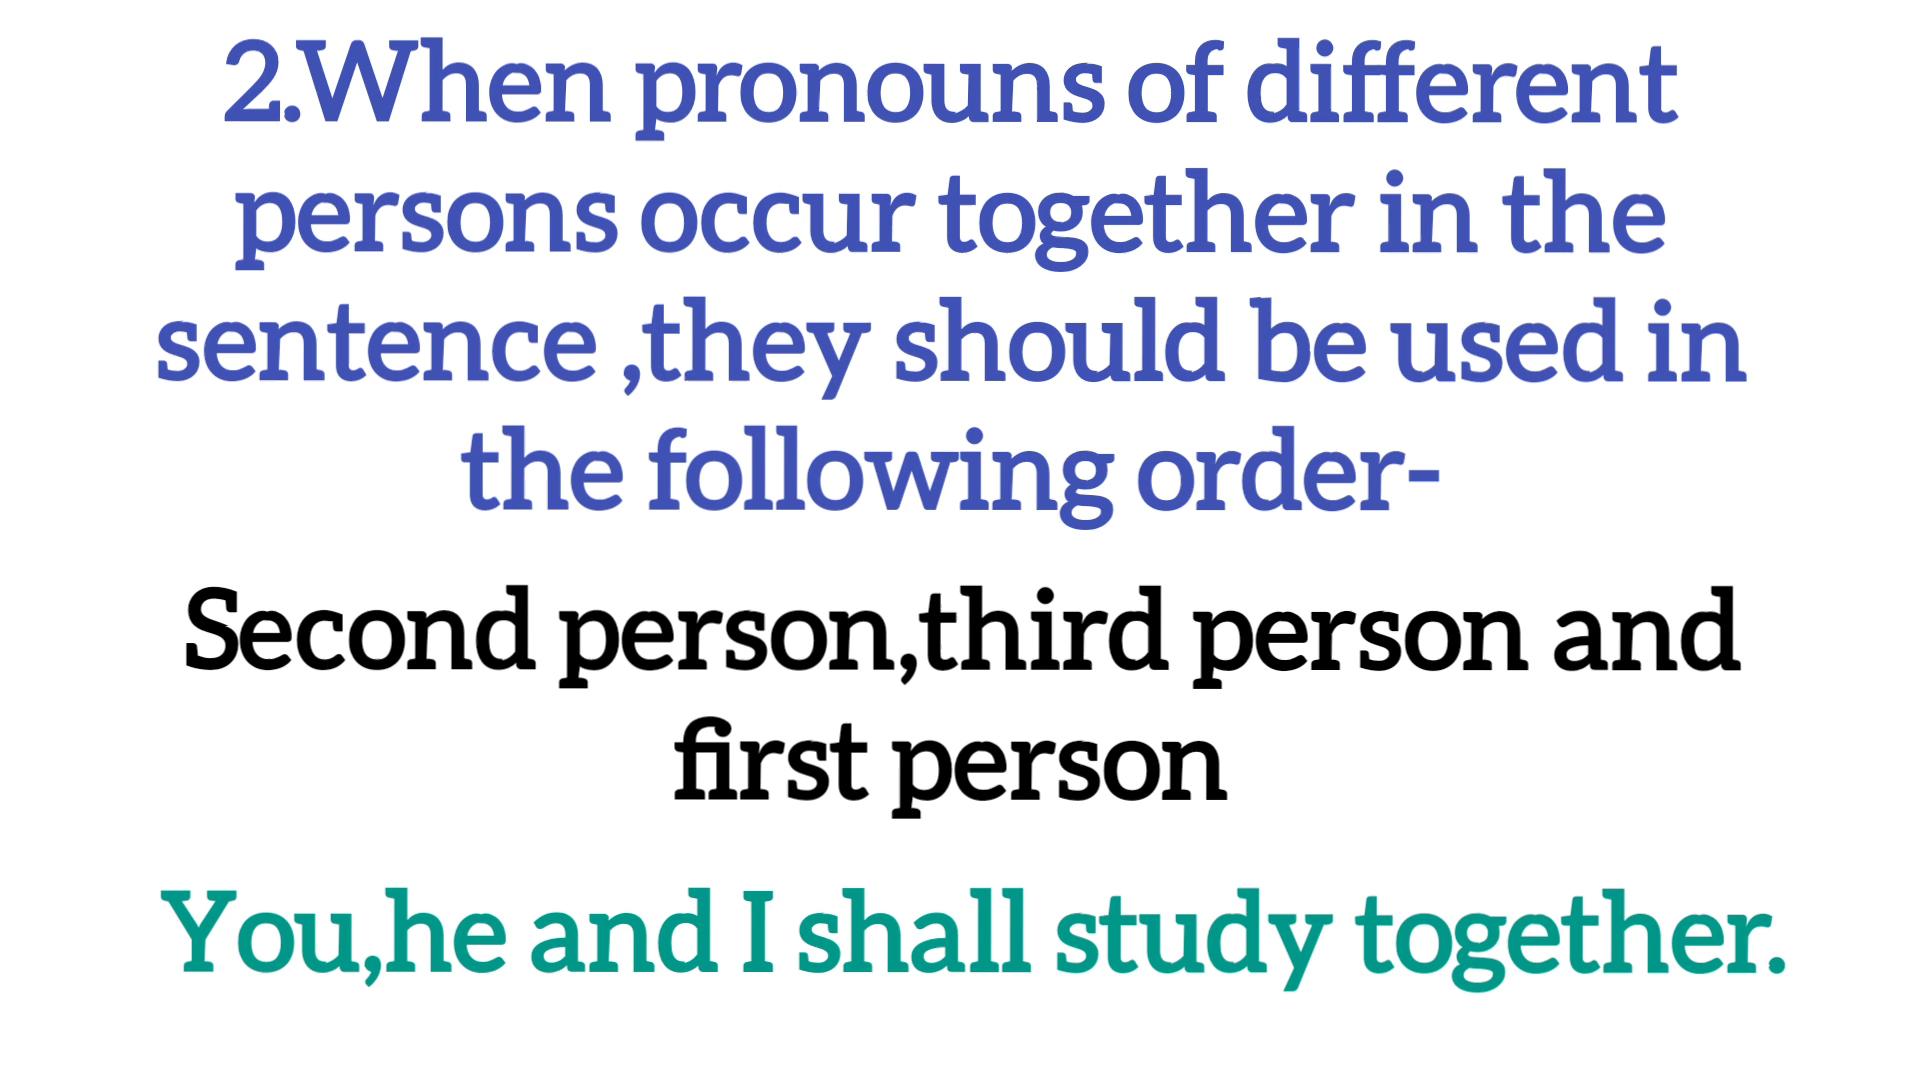 2.When pronouns of different
persons occur together in the
sentence ,they should be used in
the following order-
Second person,third person and
first person
You,he and I shall study together.